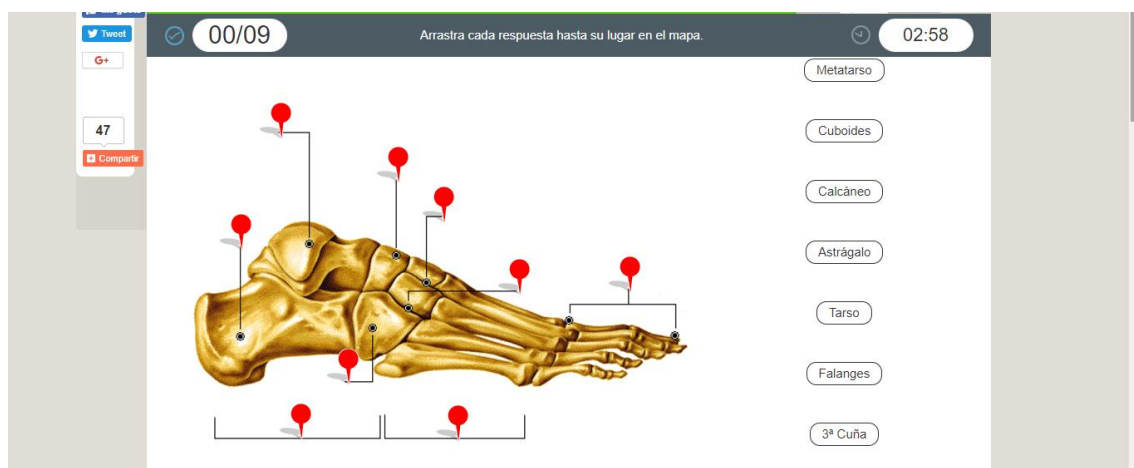 Tweet
G+
47
Compartir
00/09
Arrastra cada respuesta hasta su lugar en el mapa.
02:58
Metatarso
Cuboides
Calcáneo
Astrágalo
Tarso
Falanges
3ª Cuña